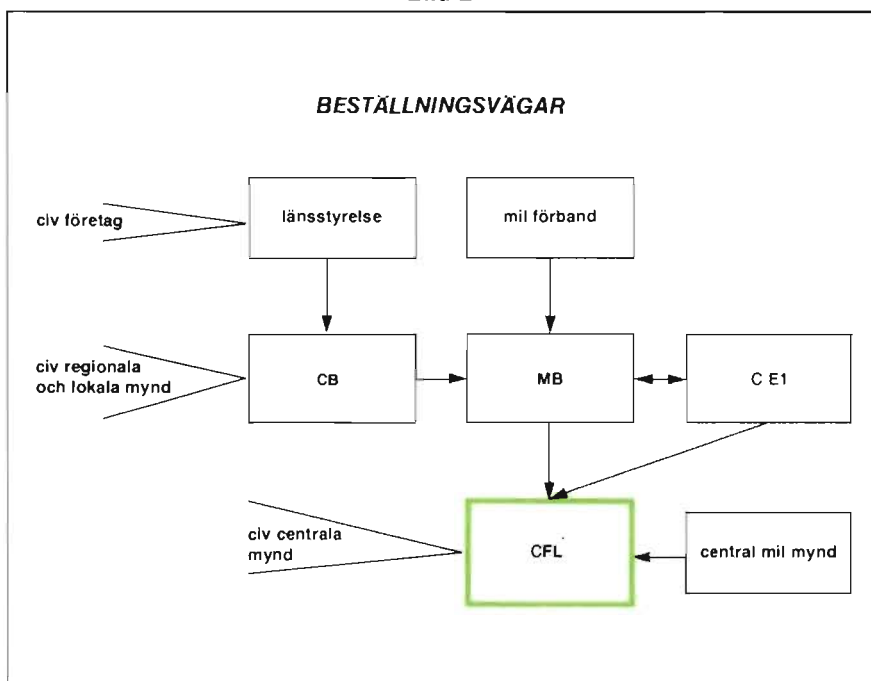 BESTÄLLNINGSVÄGAR
civ företag
länsstyrelse
mil förband
civ regionala
och lokala mynd
CB
MB
C E1
civ centrala
mynd
CFL
central mil mynd